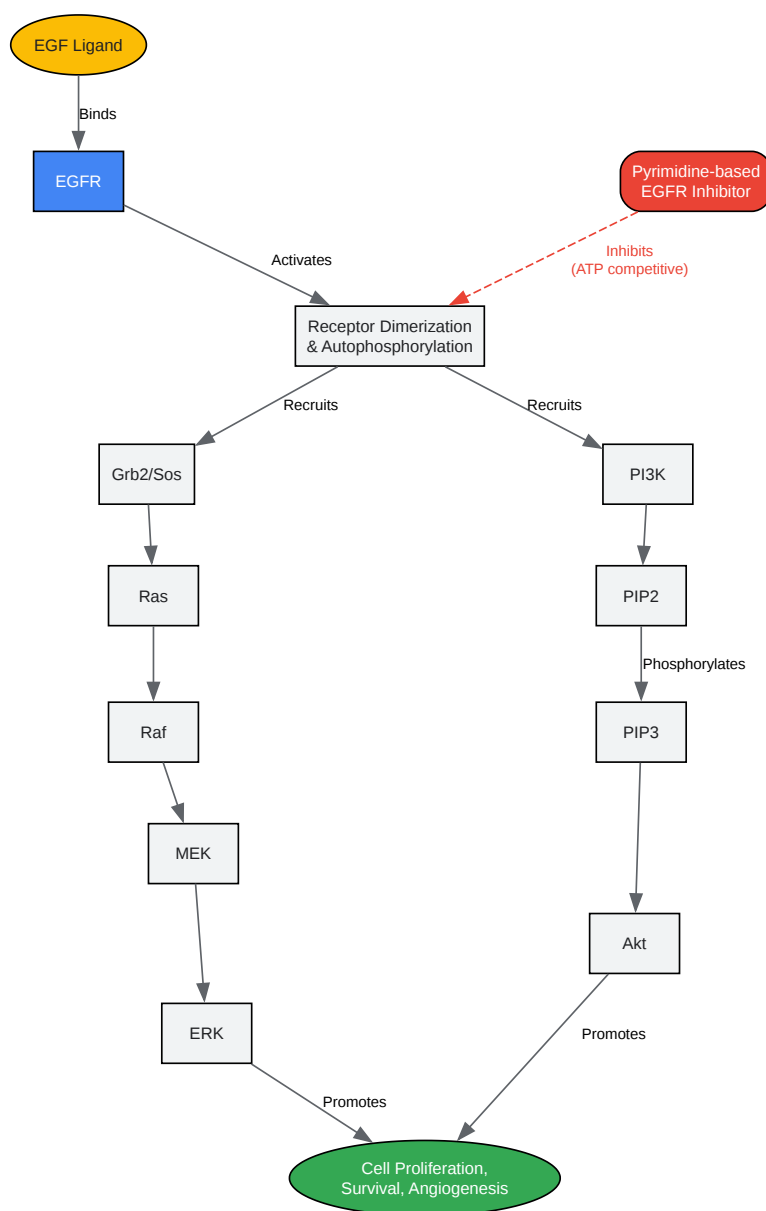 EGF Ligand
Binds
EGFR
Pyrimidine-based
EGFR Inhibitor
Activates
Inhibits
(ATP competitive)
Receptor Dimerization
& Autophosphorylation
Recruits
Recruits
Grb2/Sos
PI3K
Ras
PIP2
Phosphorylates
Raf
PIP3
MEK
Akt
ERK
Promotes
Promotes
Cell Proliferation,
Survival, Angiogenesis